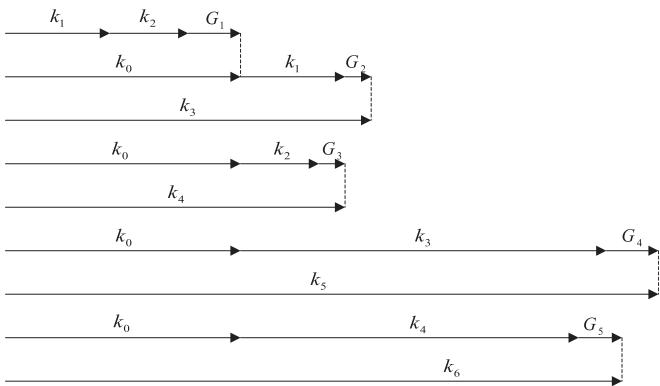 k₁ k₂ G₁
k₀ k₁ G₂
k₃
k₀ k₂ G₃
k₄
k₀ k₃ G₄
k₅
k₀ k₄ G₅
k₆